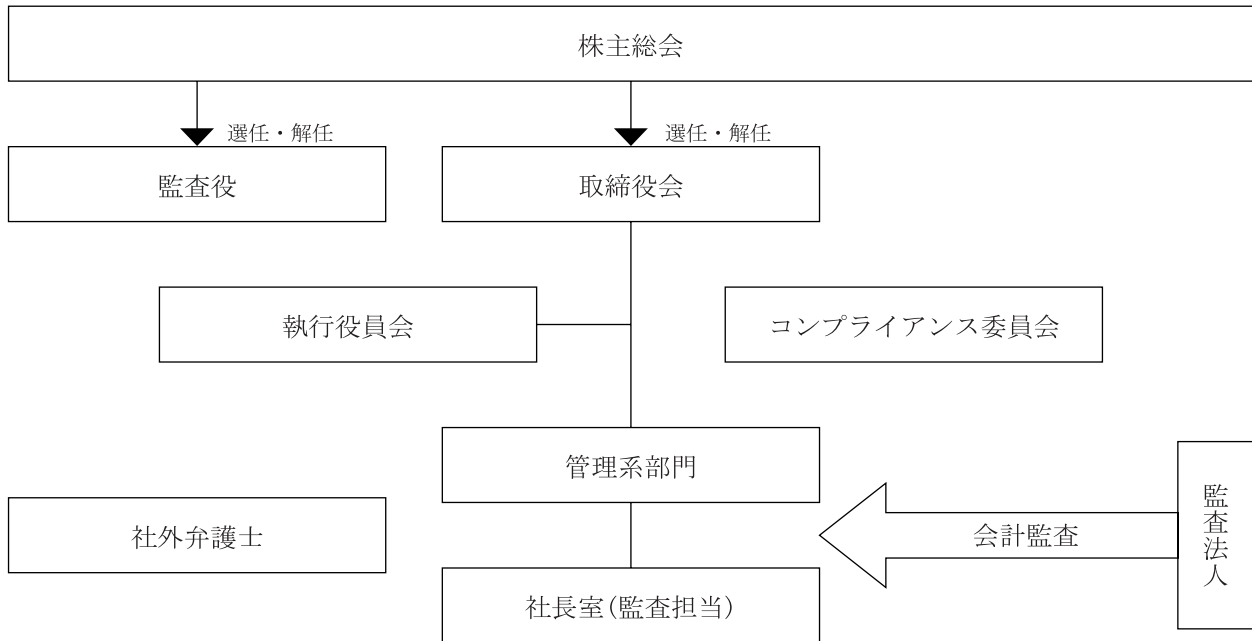 株主総会
選任・解任
選任・解任
監査役
取締役会
執行役員会
コンプライアンス委員会
管理系部門
社外弁護士
会計監査
監査法人
社長室(監査担当)